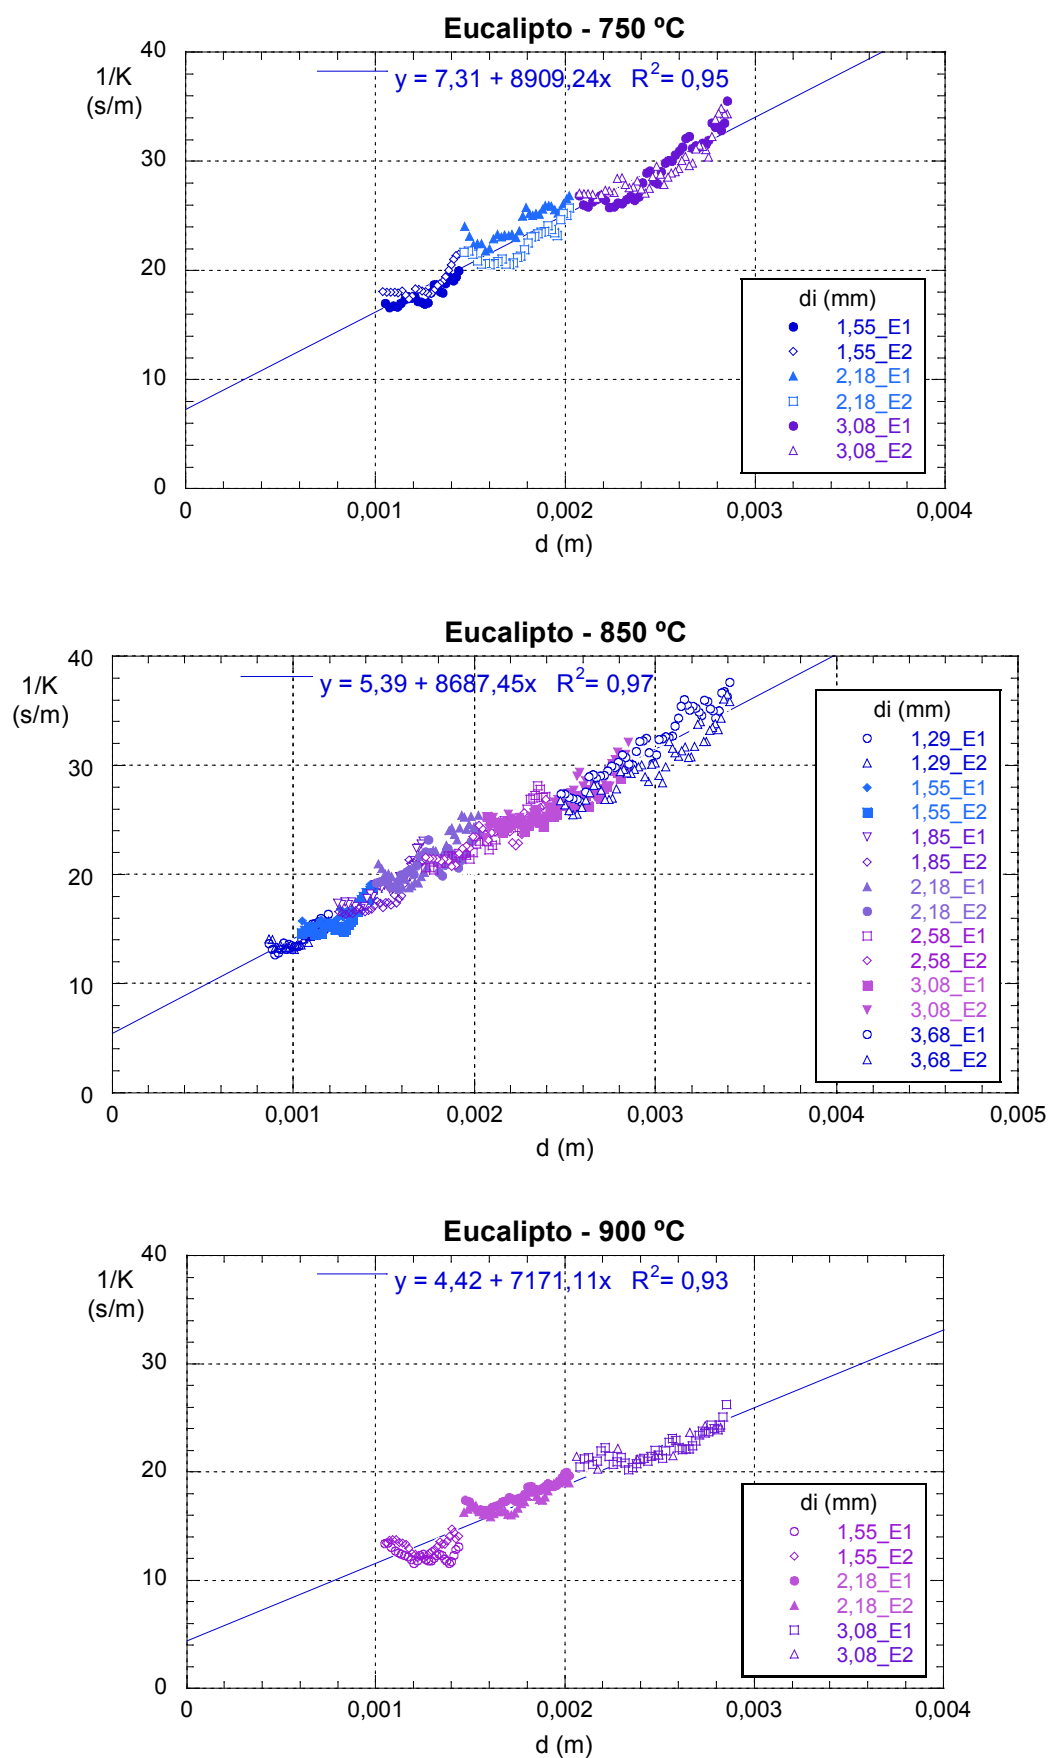 Eucalipto - 750 ºC
40
1/K
(s/m)
y = 7,31 + 8909,24x R²= 0,95
30
20
10
0
di (mm)
1,55_E1
1,55_E2
2,18_E1
2,18_E2
3,08_E1
3,08_E2
0 0,001 0,002 0,003 0,004
d (m)
Eucalipto - 850 ºC
40
1/K
(s/m)
y = 5,39 + 8687,45x R²= 0,97
30
20
10
0
di (mm)
1,29_E1
1,29_E2
1,55_E1
1,55_E2
1,85_E1
1,85_E2
2,18_E1
2,18_E2
2,58_E1
2,58_E2
3,08_E1
3,08_E2
3,68_E1
3,68_E2
0 0,001 0,002 0,003 0,004 0,005
d (m)
Eucalipto - 900 ºC
40
1/K
(s/m)
y = 4,42 + 7171,11x R²= 0,93
30
20
10
0
di (mm)
1,55_E1
1,55_E2
2,18_E1
2,18_E2
3,08_E1
3,08_E2
0 0,001 0,002 0,003 0,004
d (m)